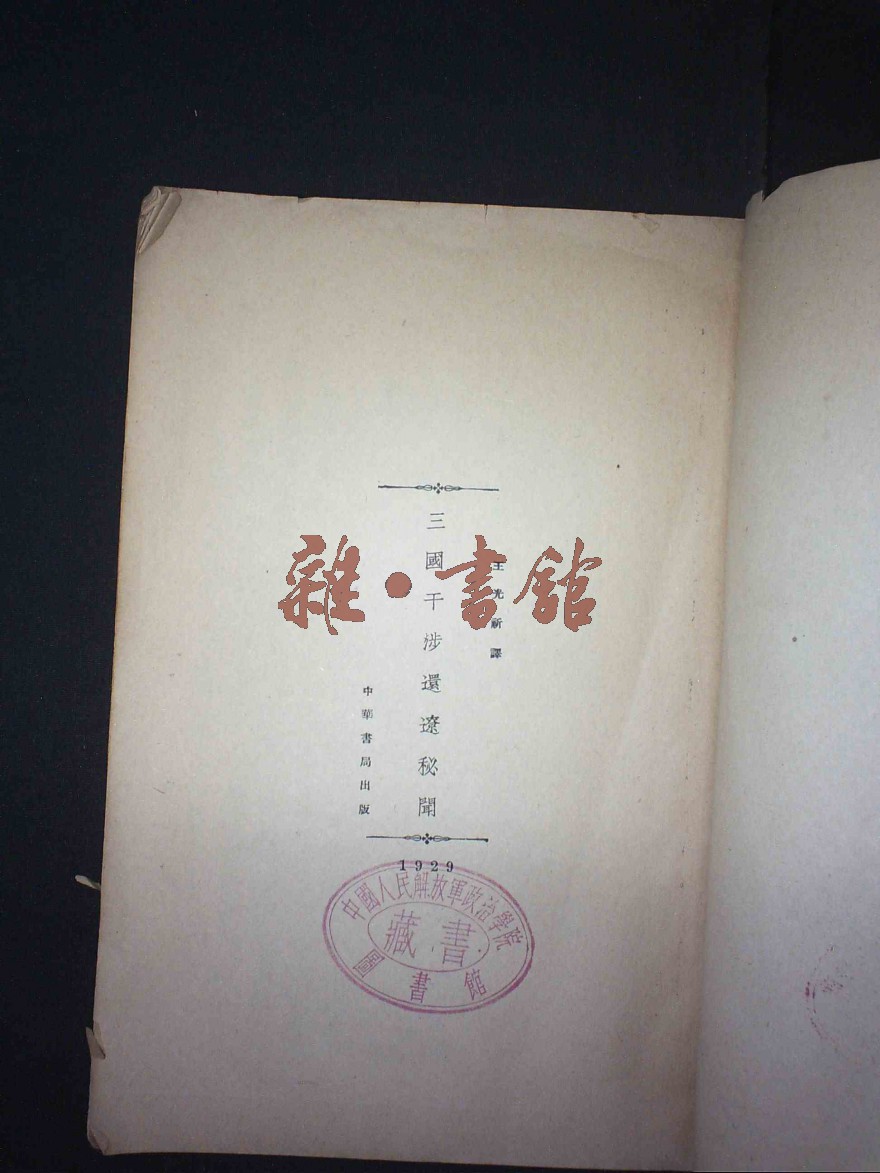 王光祈譯
三國干涉還遼秘聞
中華書局出版
1929
中國人民解放軍政治學院
藏書
圖書館
雜·書館